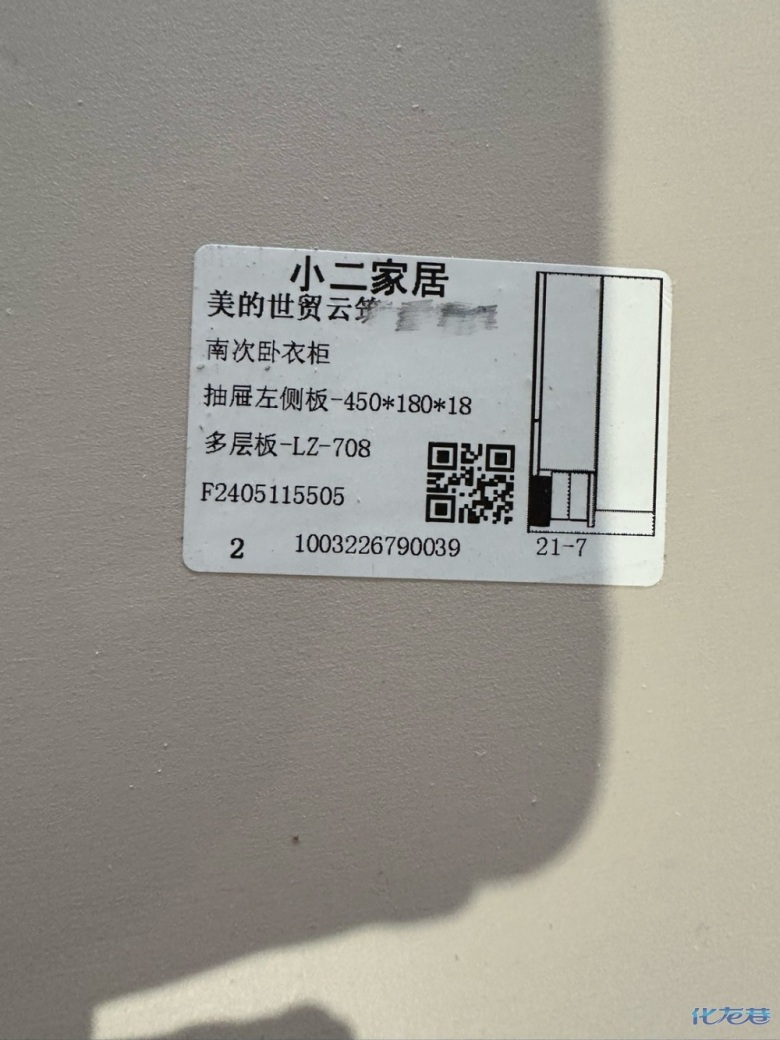 小二家居
美的世贸云筑
南次卧衣柜
抽屉左侧板-450*180*18
多层板-LZ-708
F2405115505
2 1003226790039 21-7
化龙巷